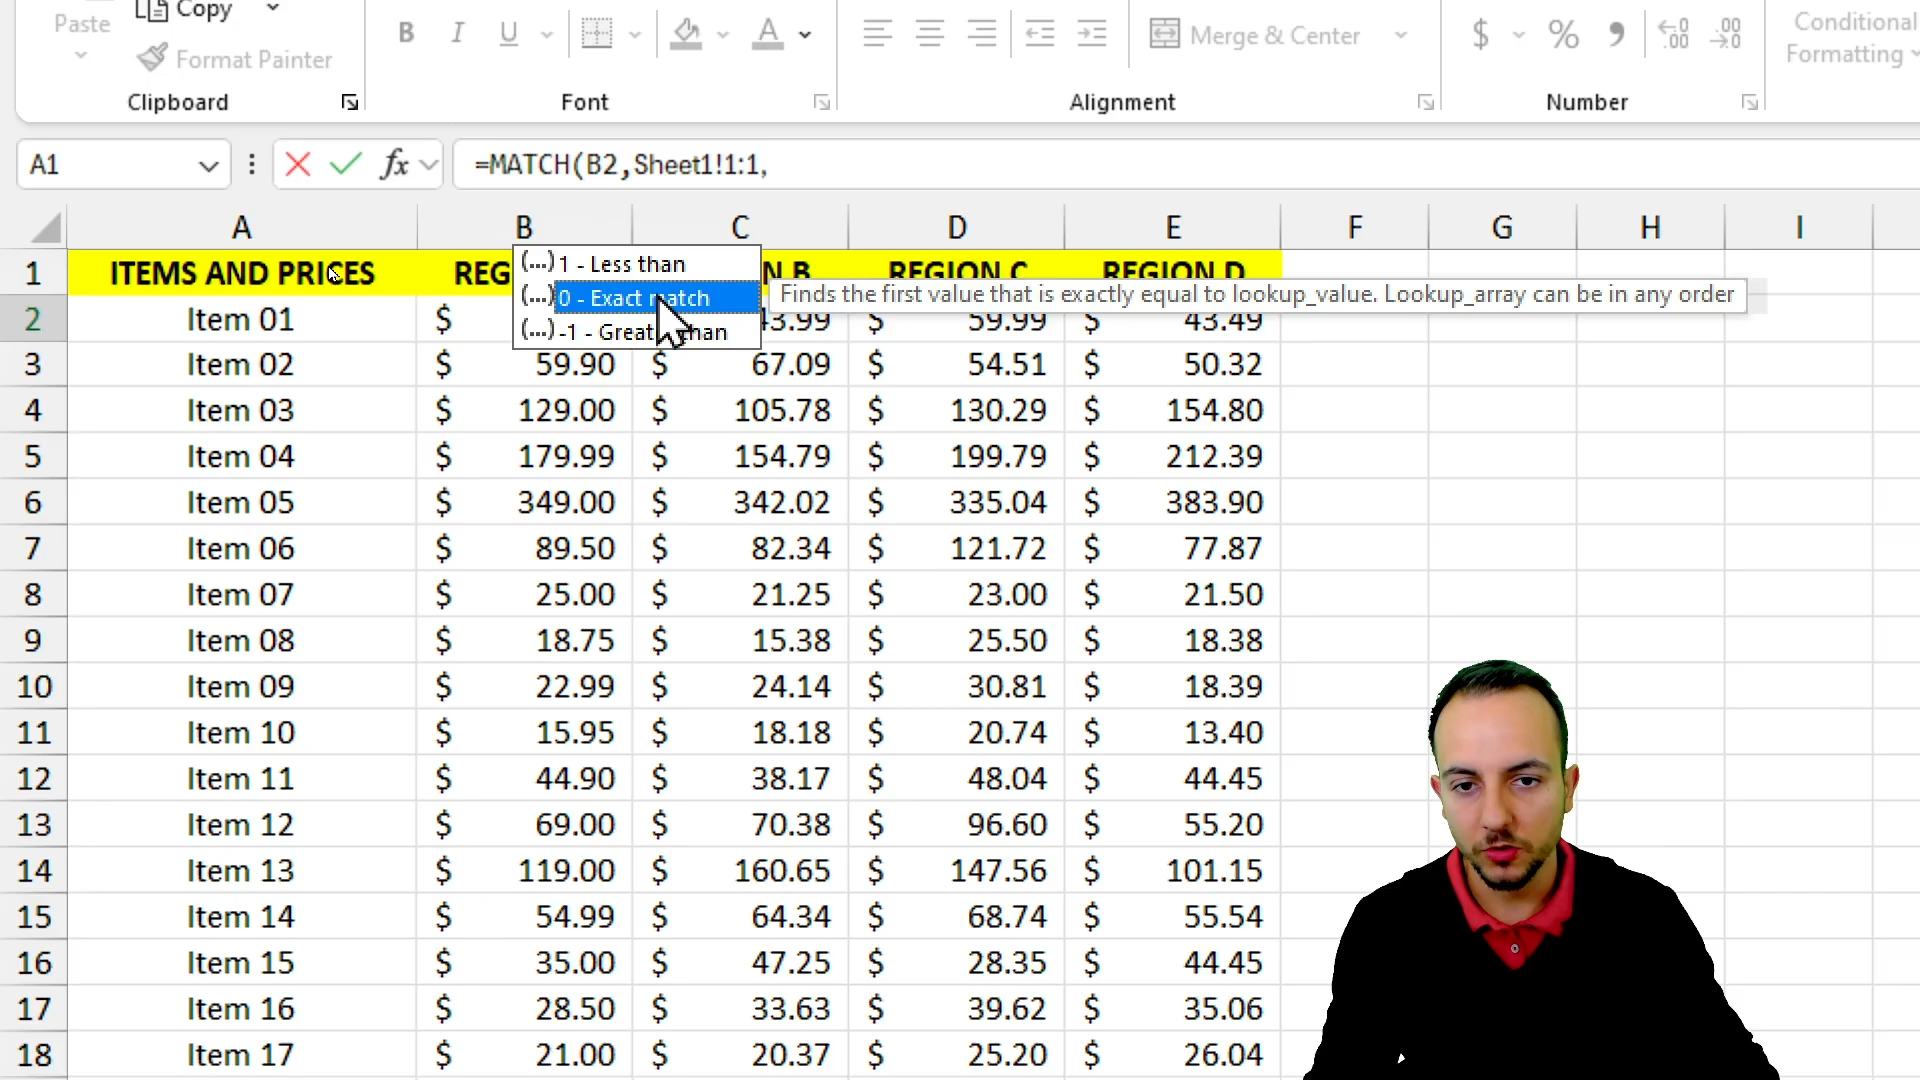 Paste
Copy
Format Painter
Clipboard
B I U A
Font
Merge & Center
Alignment
$ % 9 .00 .00
Number
Conditional
Formatting
A1 fx =MATCH(B2,Sheet1!1:1,
A B C D E F G H I
1 ITEMS AND PRICES REG N B REGION C REGION D
(...) 1 - Less than
(...) 0 - Exact match
(...) -1 - Great han
Finds the first value that is exactly equal to lookup_value. Lookup_array can be in any order
2 Item 01 $ 43.99 $ 59.99 43.49
3 Item 02 $ 59.90 $ 67.09 $ 54.51 $ 50.32
4 Item 03 $ 129.00 $ 105.78 $ 130.29 $ 154.80
5 Item 04 $ 179.99 $ 154.79 $ 199.79 $ 212.39
6 Item 05 $ 349.00 $ 342.02 $ 335.04 $ 383.90
7 Item 06 $ 89.50 $ 82.34 $ 121.72 $ 77.87
8 Item 07 $ 25.00 $ 21.25 $ 23.00 $ 21.50
9 Item 08 $ 18.75 $ 15.38 $ 25.50 $ 18.38
10 Item 09 $ 22.99 $ 24.14 $ 30.81 $ 18.39
11 Item 10 $ 15.95 $ 18.18 $ 20.74 $ 13.40
12 Item 11 $ 44.90 $ 38.17 $ 48.04 $ 44.45
13 Item 12 $ 69.00 $ 70.38 $ 96.60 $ 55.20
14 Item 13 $ 119.00 $ 160.65 $ 147.56 $ 101.15
15 Item 14 $ 54.99 $ 64.34 $ 68.74 $ 55.54
16 Item 15 $ 35.00 $ 47.25 $ 28.35 $ 44.45
17 Item 16 $ 28.50 $ 33.63 $ 39.62 $ 35.06
18 Item 17 $ 21.00 $ 20.37 $ 25.20 $ 26.04